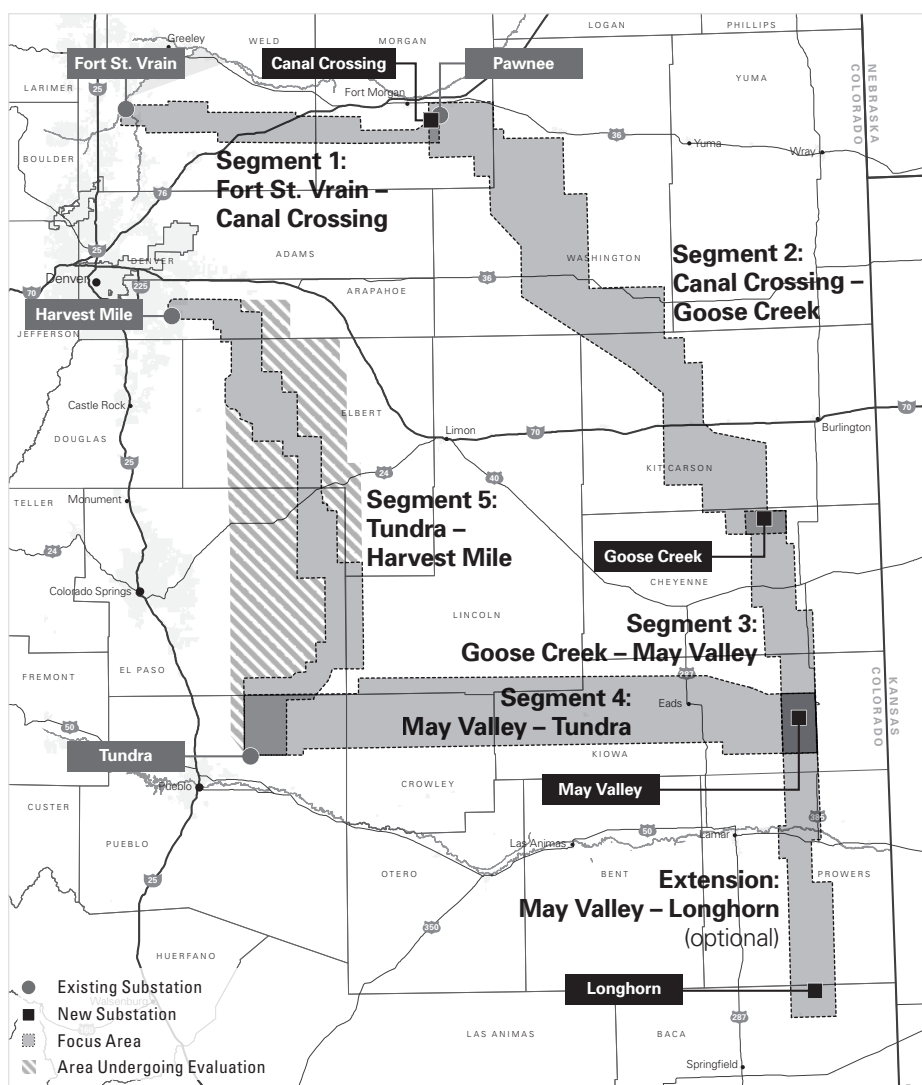 LOGAN
PHILLIPS
Greeley
WELD
MORGAN
Fort St. Vrain
Canal Crossing
Pawnee
YUMA
COLORADO
NEBRASKA
LARIMER
25
Fort Morgan
36
Yuma
Wray
BOULDER
Segment 1:
Fort St. Vrain –
Canal Crossing
76
25
DENVER
ADAMS
WASHINGTON
Segment 2:
Canal Crossing –
Goose Creek
Denver
70
225
36
ARAPAHOE
Harvest Mile
JEFFERSON
Castle Rock
ELBERT
70
Burlington
DOUGLAS
Limon
70
25
24
40
KIT CARSON
TELLER
Monument
Segment 5:
Tundra –
Harvest Mile
24
Goose Creek
Colorado Springs
CHEYENNE
LINCOLN
Segment 3:
Goose Creek – May Valley
EL PASO
FREMONT
287
KANSAS
COLORADO
Segment 4:
May Valley – Tundra
Eads
50
Tundra
KIOWA
Pueblo
CROWLEY
May Valley
CUSTER
385
50
Lamar
Las Animas
PUEBLO
OTERO
BENT
PROWERS
25
Extension:
May Valley – Longhorn
(optional)
350
HUERFANO
Longhorn
Existing Substation
Walsenburg
New Substation
287
Focus Area
LAS ANIMAS
BACA
Area Undergoing Evaluation
Springfield